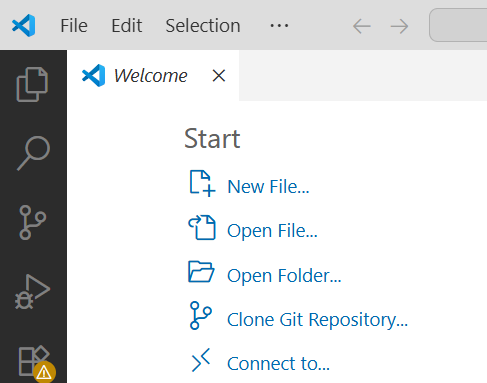 File Edit Selection ...
Welcome
Start
New File...
Open File...
Open Folder...
Clone Git Repository...
Connect to...